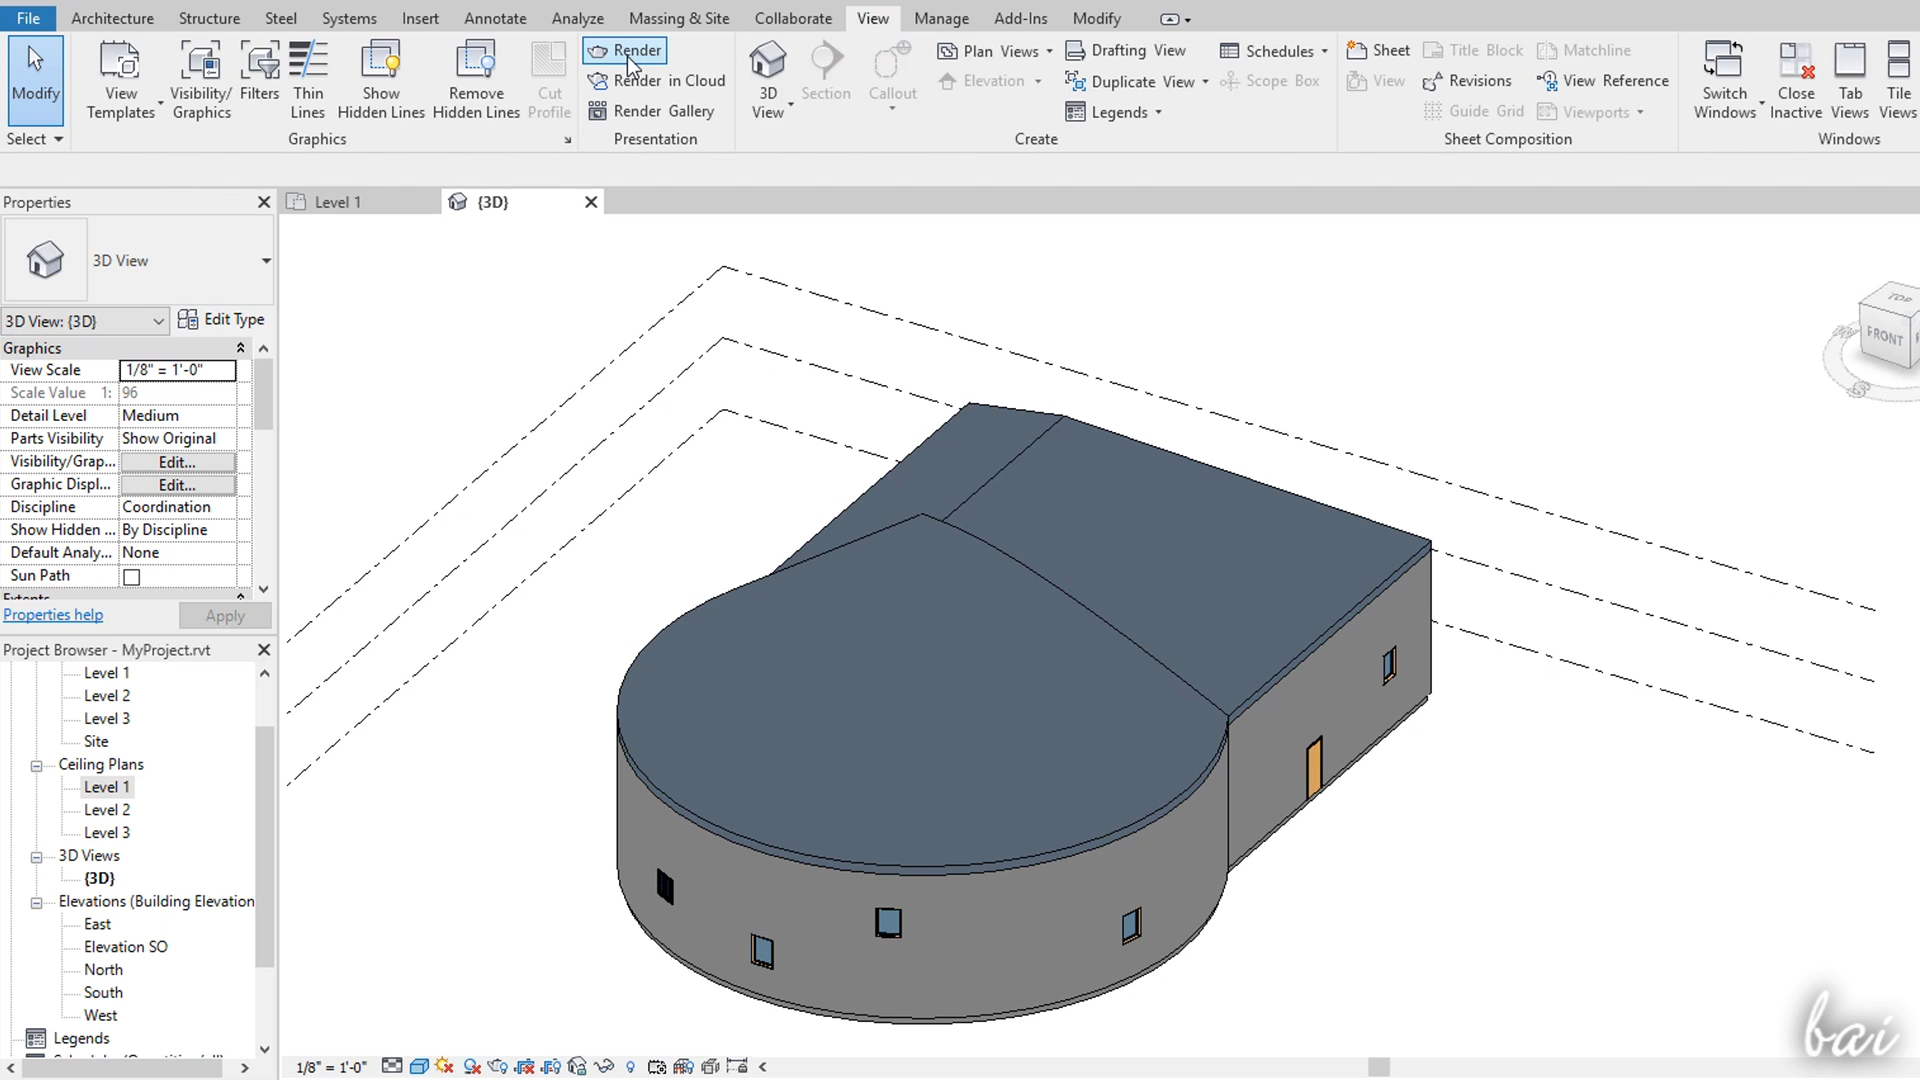 File Architecture Structure Steel Systems Insert Annotate Analyze Massing & Site Collaborate View Manage Add-Ins Modify
Modify
Select
View Templates
Visibility/ Graphics
Filters
Thin Lines
Show Hidden Lines
Remove Hidden Lines
Cut Profile
Graphics
Render
Render in Cloud
Render Gallery
Presentation
3D View
Section
Callout
Plan Views
Elevation
Drafting View
Duplicate View
Legends
Schedules
Scope Box
Create
Sheet
View
Title Block
Revisions
Guide Grid
Matchline
View Reference
Viewports
Sheet Composition
Switch Windows
Close Inactive
Tab Views
Tile Views
Windows
Properties
Level 1
{3D}
3D View
3D View: {3D} Edit Type
Graphics
View Scale 1/8" = 1'-0"
Scale Value 1: 96
Detail Level Medium
Parts Visibility Show Original
Visibility/Grap... Edit...
Graphic Displ... Edit...
Discipline Coordination
Show Hidden ... By Discipline
Default Analy... None
Sun Path
Extents
Properties help Apply
Project Browser - MyProject.rvt
Level 1
Level 2
Level 3
Site
Ceiling Plans
Level 1
Level 2
Level 3
3D Views
{3D}
Elevations (Building Elevation
East
Elevation SO
North
South
West
Legends
TOP
FRONT
1/8" = 1'-0"
bai